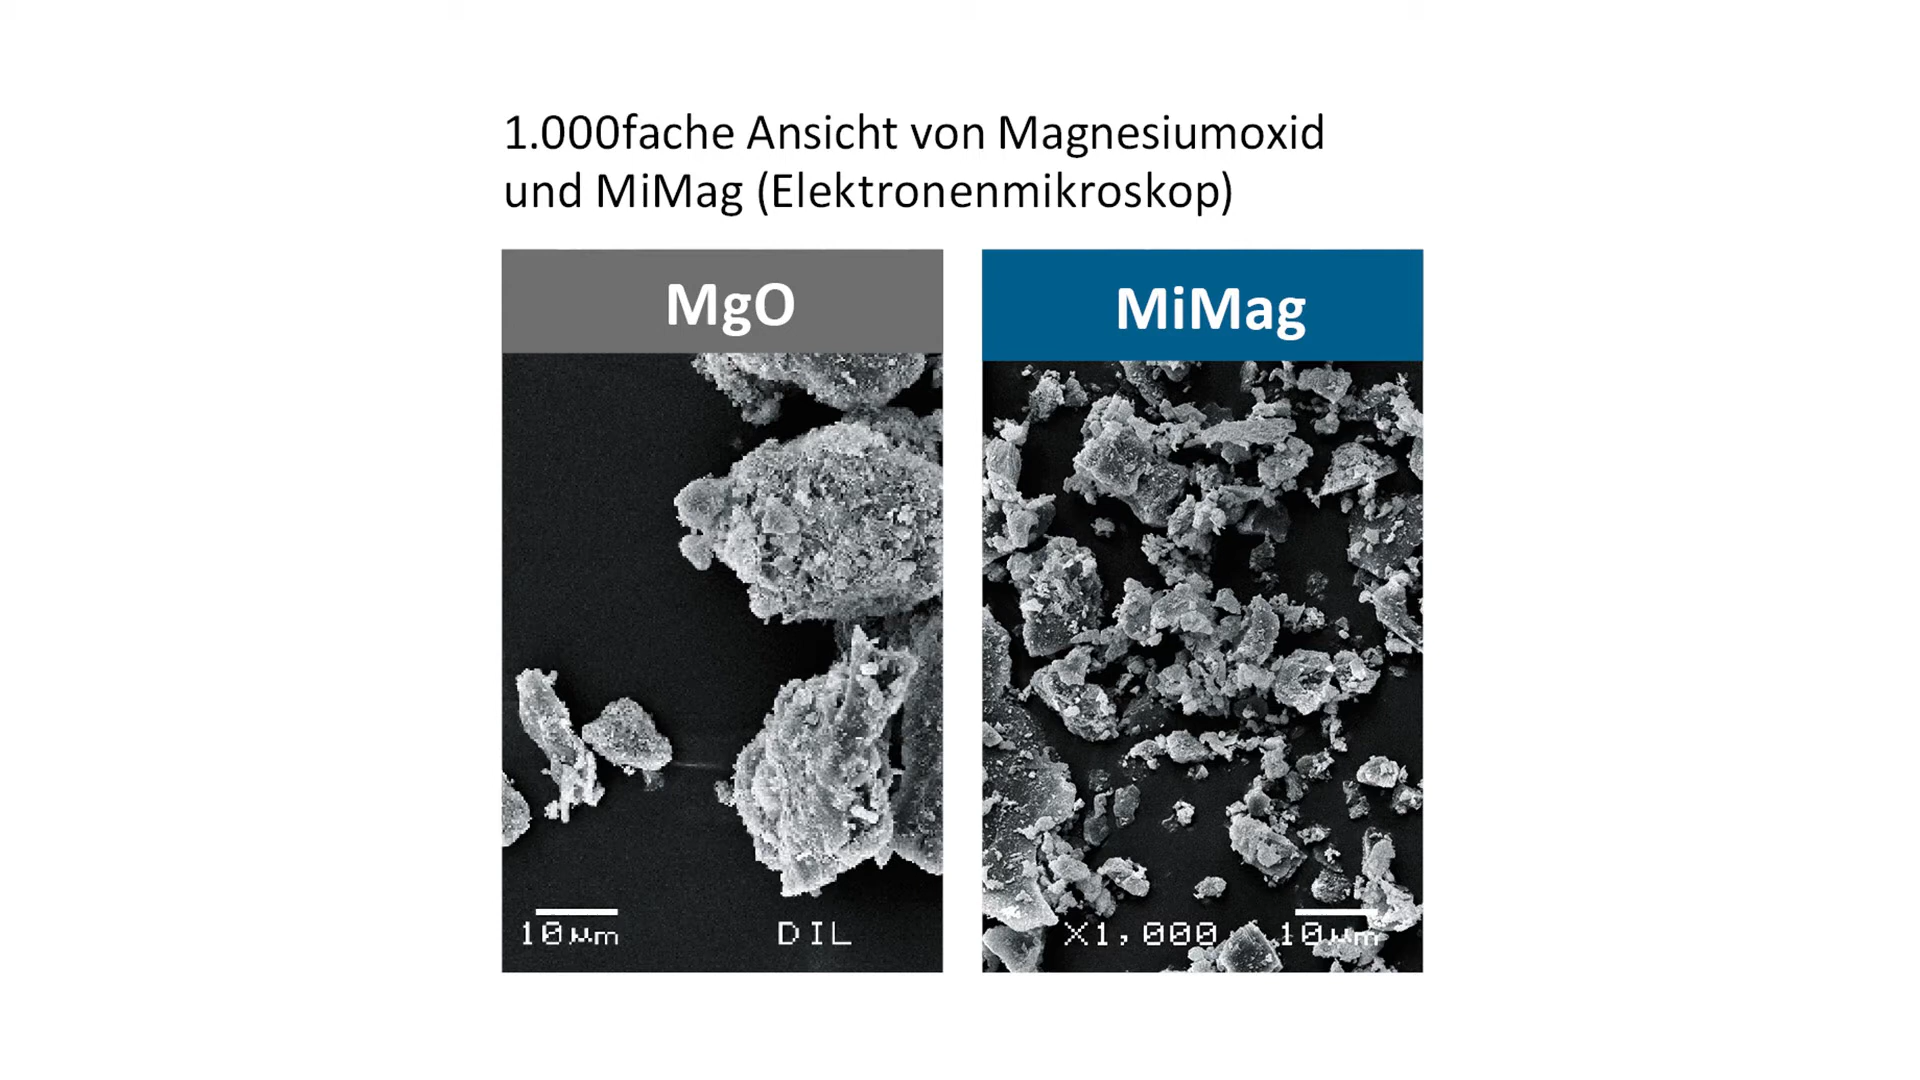 1.000fache Ansicht von Magnesiumoxid
und MiMag (Elektronenmikroskop)
MgO
MiMag
10μm DIL
X1,000 10μm